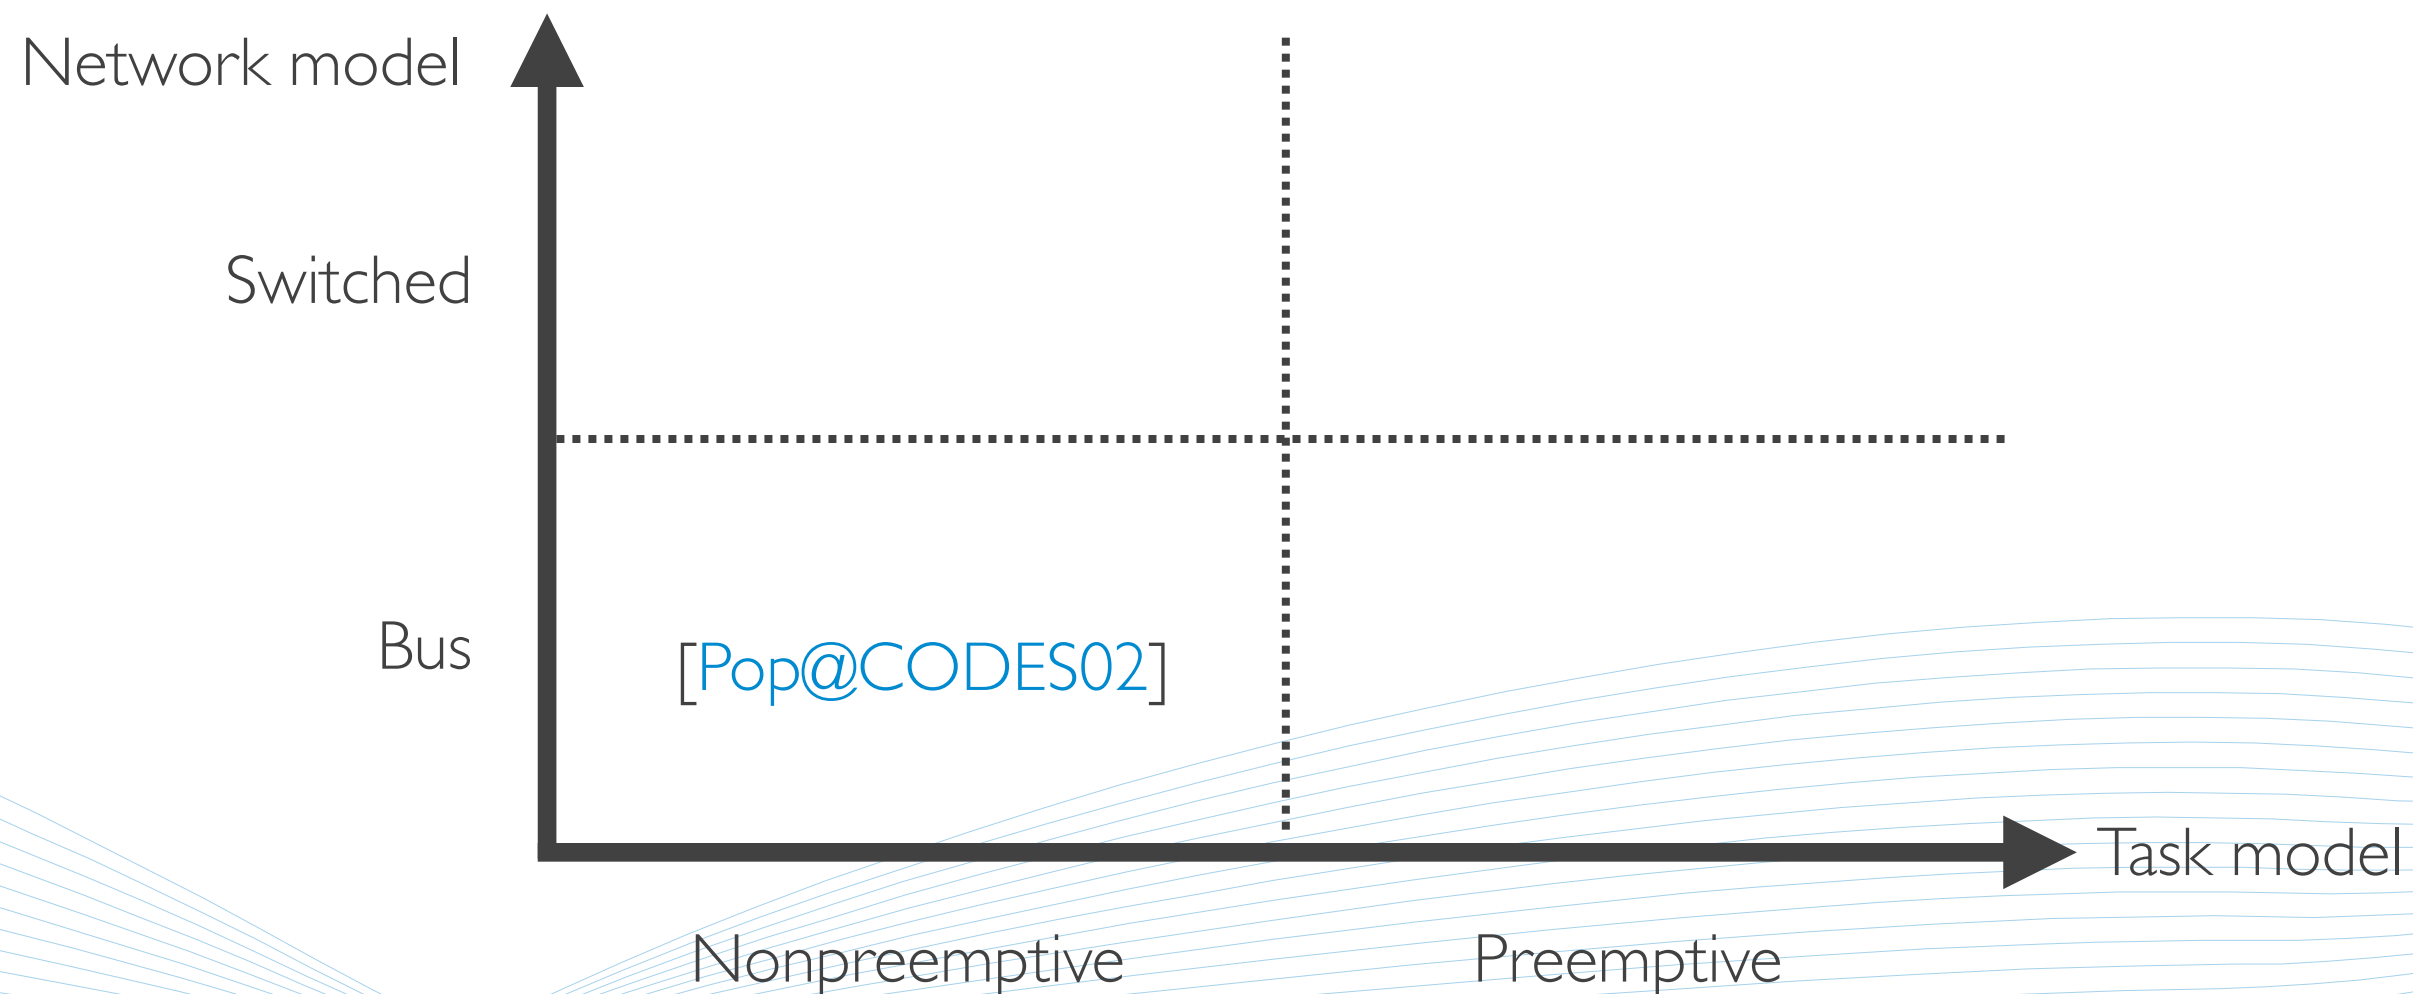 Network model
Switched
Bus
[Pop@CODES02]
Task model
Nonpreemptive
Preemptive